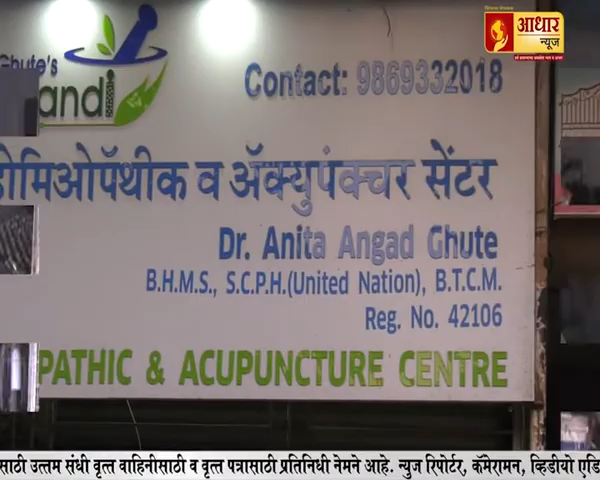 आधार
न्यूज
Ghute's
andi
Contact: 9869332018
होमिओपॅथीक व ॲक्युपंक्चर सेंटर
Dr. Anita Angad Ghute
B.H.M.S., S.C.P.H.(United Nation), B.T.C.M.
Reg. No. 42106
PATHIC & ACUPUNCTURE CENTRE
साठी उत्तम संधी वृत्त वाहिनीसाठी व वृत्त पत्रासाठी प्रतिनिधी नेमने आहे. न्युज रिपोर्टर, कॅमेरामन, व्हिडीयो एडि